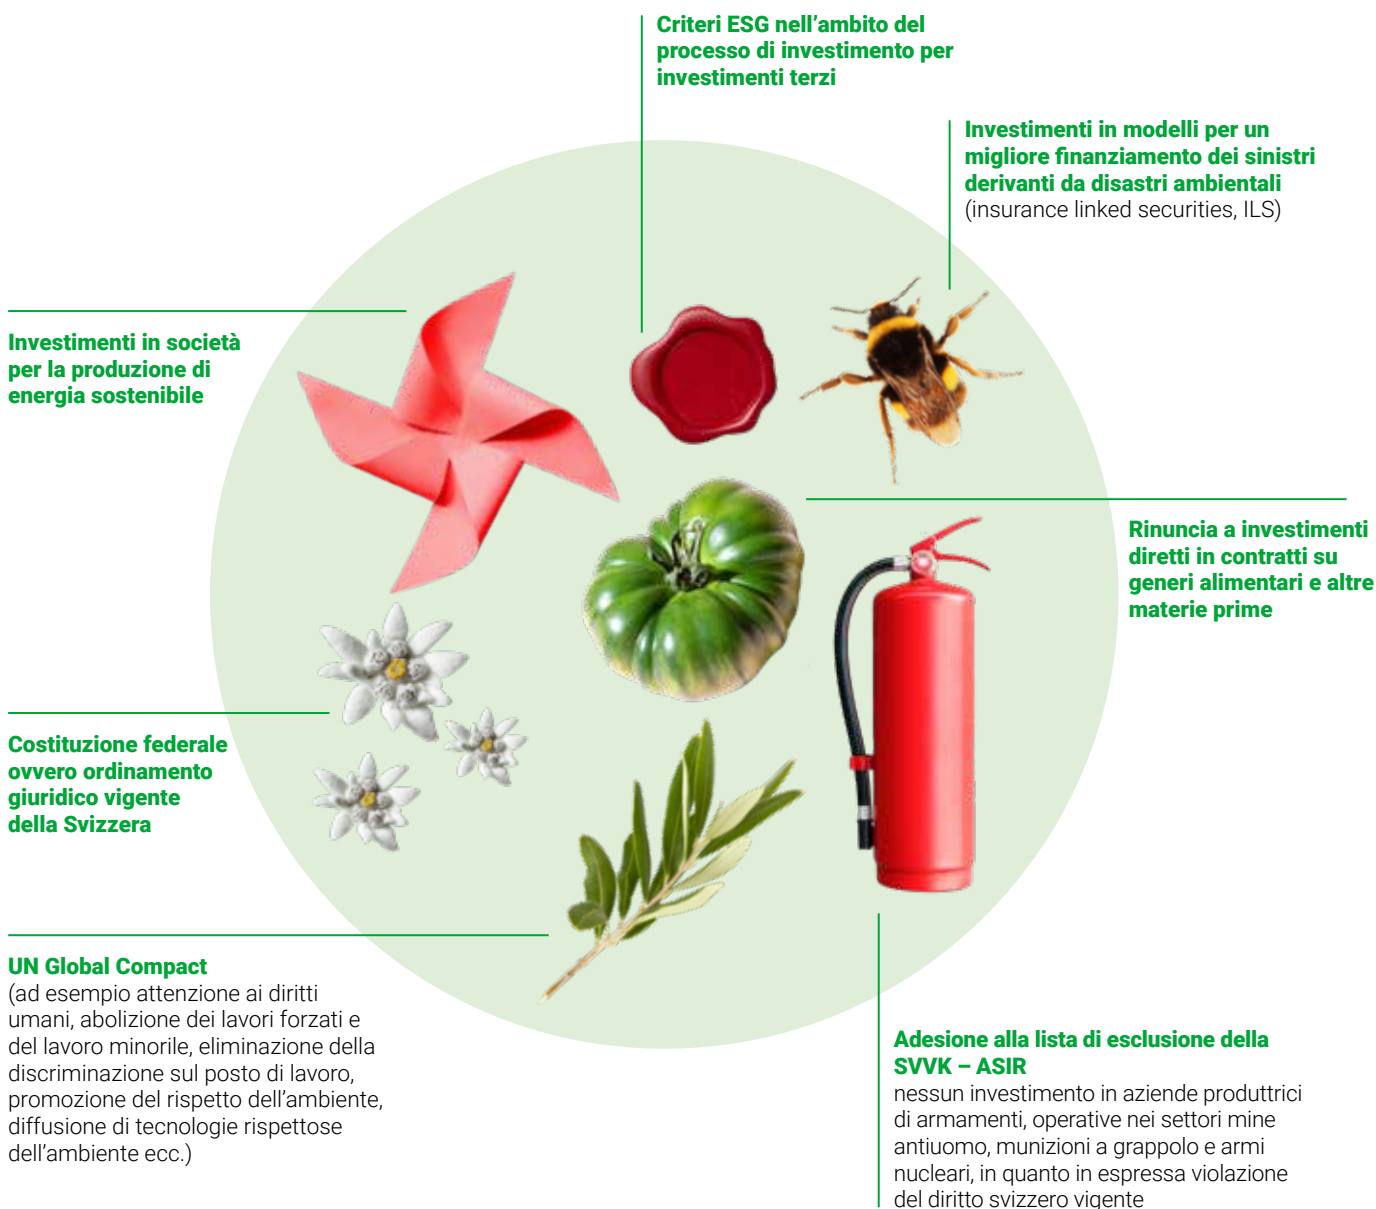 Criteri ESG nell'ambito del
processo di investimento per
investimenti terzi
Investimenti in modelli per un
migliore finanziamento dei sinistri
derivanti da disastri ambientali
(insurance linked securities, ILS)
Investimenti in società
per la produzione di
energia sostenibile
Rinuncia a investimenti
diretti in contratti su
generi alimentari e altre
materie prime
Costituzione federale
ovvero ordinamento
giuridico vigente
della Svizzera
UN Global Compact
(ad esempio attenzione ai diritti
umani, abolizione dei lavori forzati e
del lavoro minorile, eliminazione della
discriminazione sul posto di lavoro,
promozione del rispetto dell'ambiente,
diffusione di tecnologie rispettose
dell'ambiente ecc.)
Adesione alla lista di esclusione della
SVVK – ASIR
nessun investimento in aziende produttrici
di armamenti, operative nei settori mine
antiuomo, munizioni a grappolo e armi
nucleari, in quanto in espressa violazione
del diritto svizzero vigente